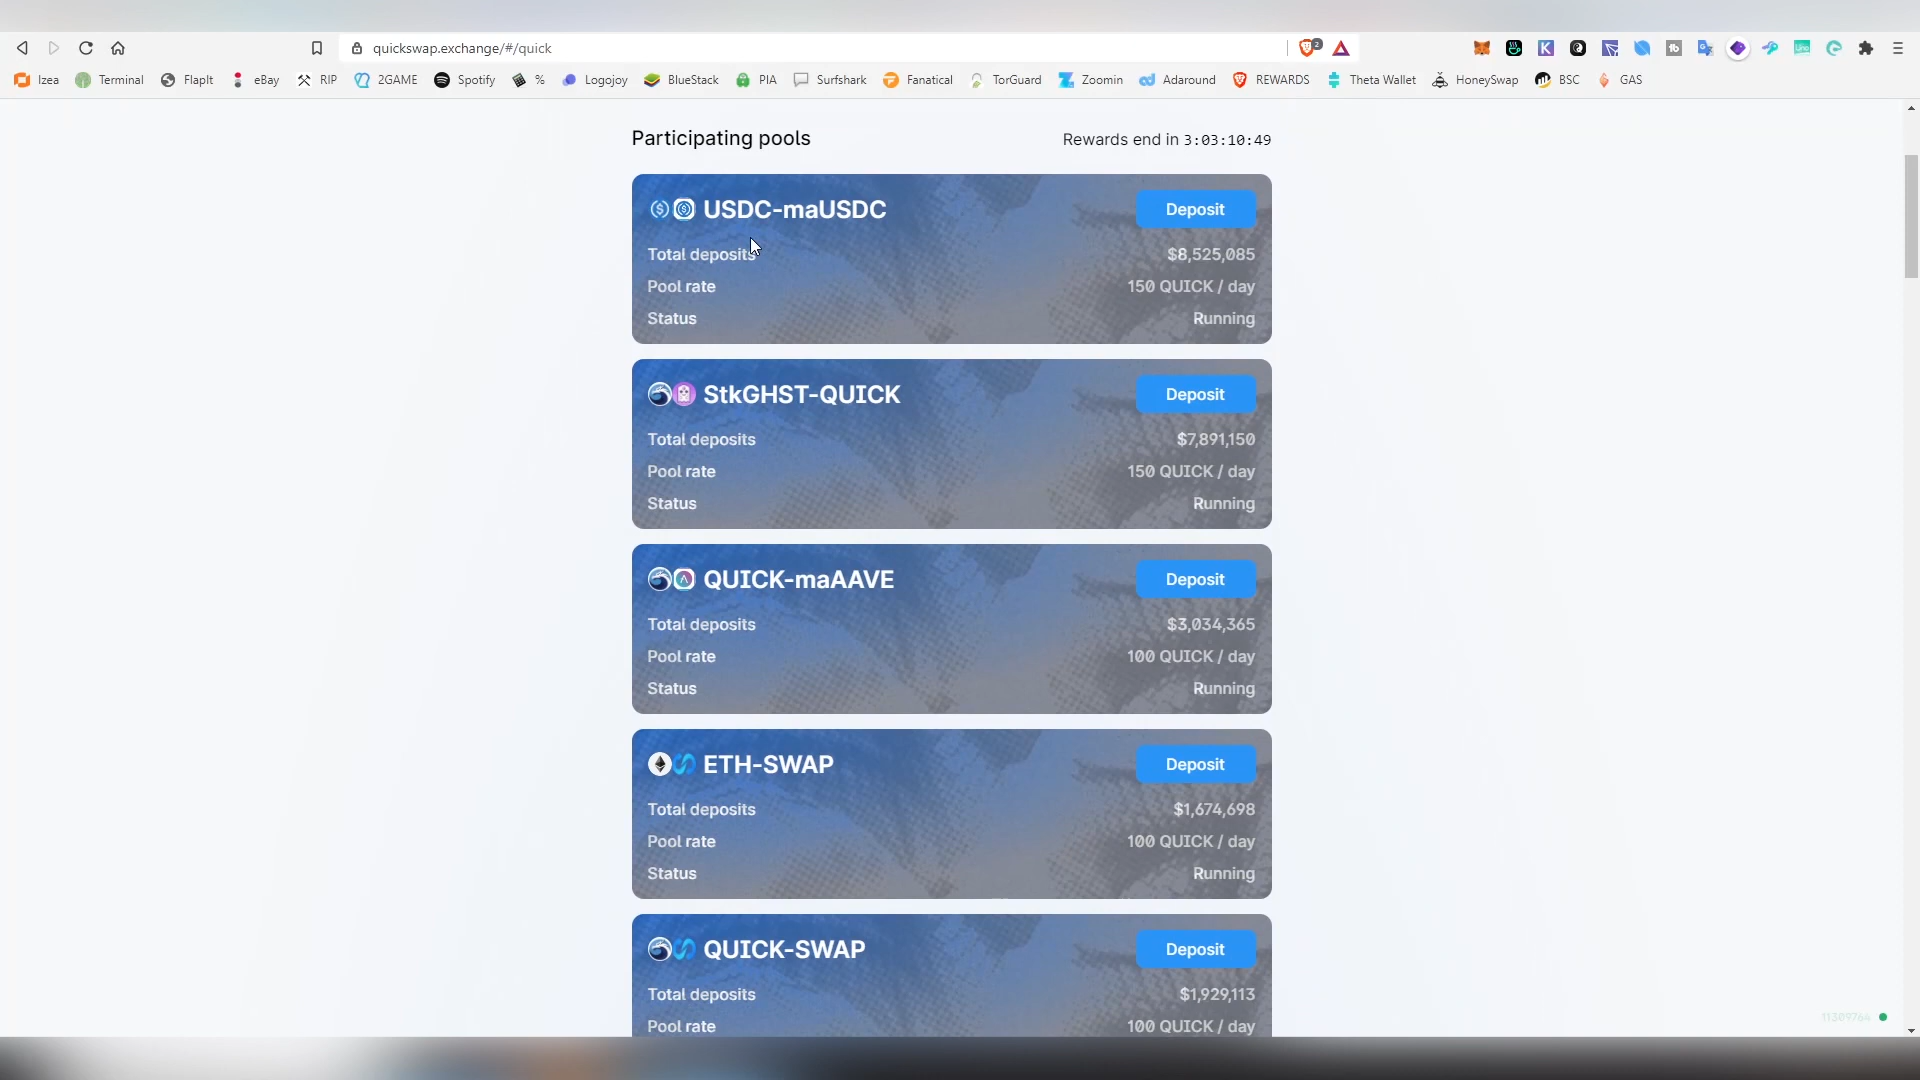 quickswap.exchange/#/quick
2
Izea Terminal FlapIt eBay RIP 2GAME Spotify % Logojoy BlueStack PIA Surfshark Fanatical TorGuard Zoomin Adaround REWARDS Theta Wallet HoneySwap BSC GAS
Participating pools Rewards end in 3:03:10:49
USDC-maUSDC Deposit
Total deposits $8,525,085
Pool rate 150 QUICK / day
Status Running
StkGHST-QUICK Deposit
Total deposits $7,891,150
Pool rate 150 QUICK / day
Status Running
QUICK-maAAVE Deposit
Total deposits $3,034,365
Pool rate 100 QUICK / day
Status Running
ETH-SWAP Deposit
Total deposits $1,674,698
Pool rate 100 QUICK / day
Status Running
QUICK-SWAP Deposit
Total deposits $1,929,113
Pool rate 100 QUICK / day
11309764